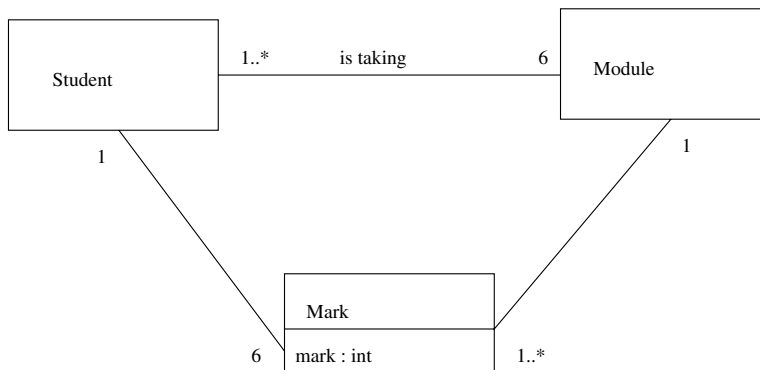 1..* is taking 6
Student
Module
1
1
Mark
6 mark : int 1..*